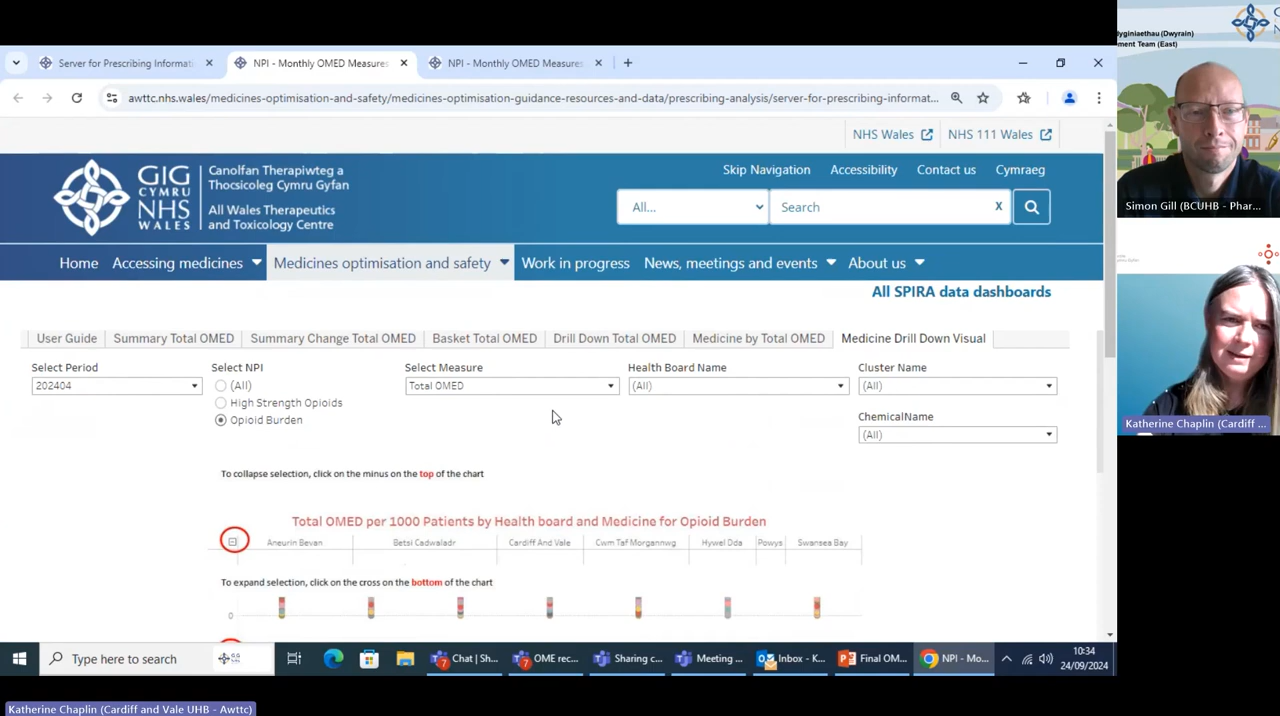 Server for Prescribing Informati
NPI - Monthly OMED Measures
NPI - Monthly OMED Measures
awttc.nhs.wales/medicines-optimisation-and-safety/medicines-optimisation-guidance-resources-and-data/prescribing-analysis/server-for-prescribing-informat...
NHS Wales
NHS 111 Wales
GIG
CYMRU
NHS
WALES
Canolfan Therapiwteg a
Thocsicoleg Cymru Gyfan
All Wales Therapeutics
and Toxicology Centre
Skip Navigation
Accessibility
Contact us
Cymraeg
All...
Search
X
Home
Accessing medicines
Medicines optimisation and safety
Work in progress
News, meetings and events
About us
All SPIRA data dashboards
User Guide
Summary Total OMED
Summary Change Total OMED
Basket Total OMED
Drill Down Total OMED
Medicine by Total OMED
Medicine Drill Down Visual
Select Period
202404
Select NPI
(All)
High Strength Opioids
Opioid Burden
Select Measure
Total OMED
Health Board Name
(All)
Cluster Name
(All)
ChemicalName
(All)
To collapse selection, click on the minus on the top of the chart
Total OMED per 1000 Patients by Health board and Medicine for Opioid Burden
Aneurin Bevan
Betsi Cadwaladr
Cardiff And Vale
Cwm Taf Morgannwg
Hywel Dda
Powys
Swansea Bay
To expand selection, click on the cross on the bottom of the chart
0
Type here to search
Chat | Sh...
OME rec...
Sharing c...
Meeting ...
Inbox - K...
Final OM...
NPI - Mo...
10:34
24/09/2024
yginiaethau (Dwyrain)
ment Team (East)
Simon Gill (BCUHB - Phar...
Katherine Chaplin (Cardiff ...
Katherine Chaplin (Cardiff and Vale UHB - Awttc)